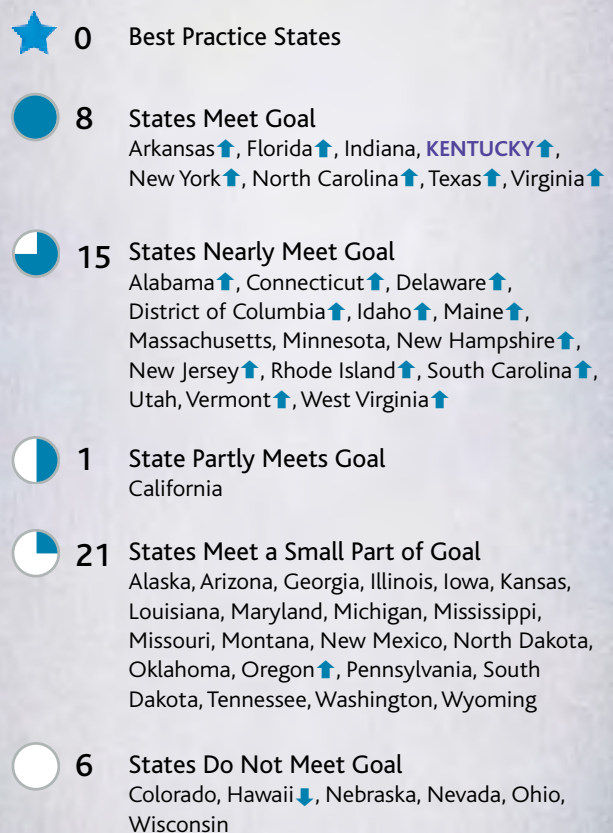 0 Best Practice States
8 States Meet Goal
Arkansas⬆, Florida⬆, Indiana, KENTUCKY⬆,
New York⬆, North Carolina⬆, Texas⬆, Virginia⬆
15 States Nearly Meet Goal
Alabama⬆, Connecticut⬆, Delaware⬆,
District of Columbia⬆, Idaho⬆, Maine⬆,
Massachusetts, Minnesota, New Hampshire⬆,
New Jersey⬆, Rhode Island⬆, South Carolina⬆,
Utah, Vermont⬆, West Virginia⬆
1 State Partly Meets Goal
California
21 States Meet a Small Part of Goal
Alaska, Arizona, Georgia, Illinois, Iowa, Kansas,
Louisiana, Maryland, Michigan, Mississippi,
Missouri, Montana, New Mexico, North Dakota,
Oklahoma, Oregon⬆, Pennsylvania, South
Dakota, Tennessee, Washington, Wyoming
6 States Do Not Meet Goal
Colorado, Hawaii⬇, Nebraska, Nevada, Ohio,
Wisconsin